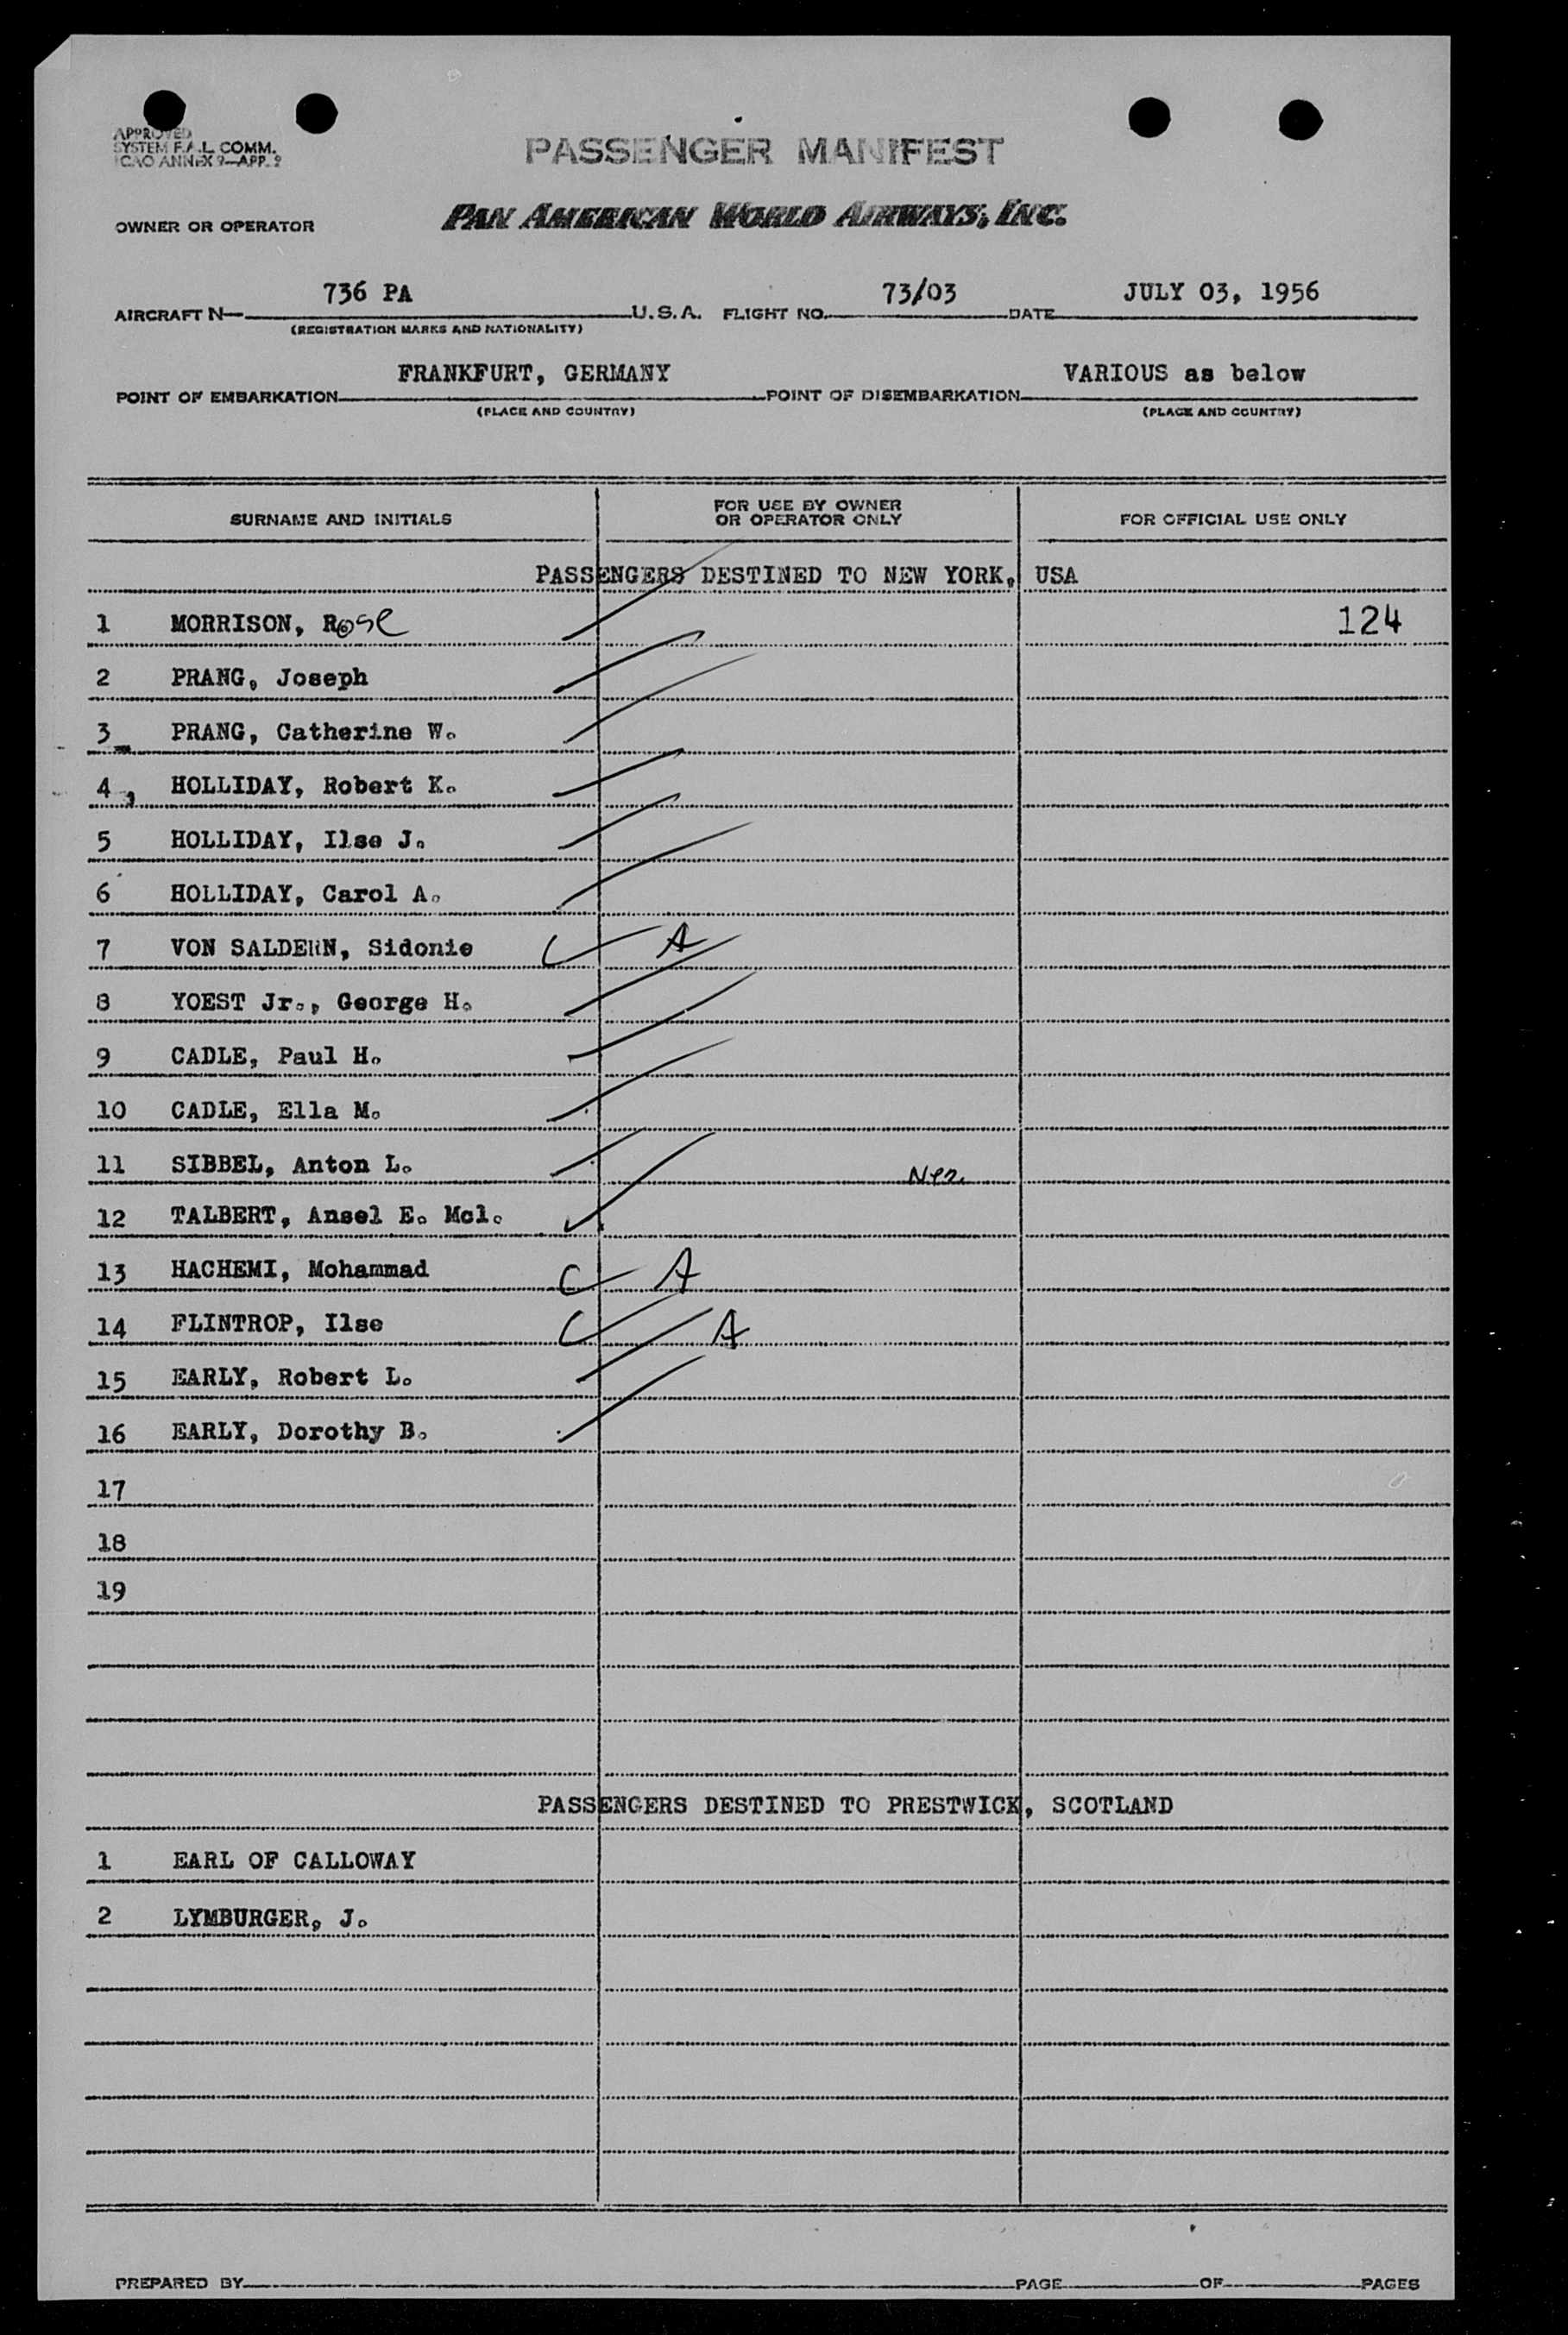 APPROVED
SYSTEM F.A.L. COMM.
ICAO ANNEX 9—APP. 9
PASSENGER MANIFEST
OWNER OR OPERATOR PAN AMERICAN WORLD AIRWAYS, INC.
AIRCRAFT N— 736 PA U.S.A. FLIGHT NO. 73/03 DATE JULY 03, 1956
(REGISTRATION MARKS AND NATIONALITY)
POINT OF EMBARKATION FRANKFURT, GERMANY POINT OF DISEMBARKATION VARIOUS as below
(PLACE AND COUNTRY) (PLACE AND COUNTRY)
SURNAME AND INITIALS FOR USE BY OWNER OR OPERATOR ONLY FOR OFFICIAL USE ONLY
PASSENGERS DESTINED TO NEW YORK, USA
1 MORRISON, Rose 124
2 PRANG, Joseph
3 PRANG, Catherine W.
4 HOLLIDAY, Robert K.
5 HOLLIDAY, Ilse J.
6 HOLLIDAY, Carol A.
7 VON SALDERN, Sidonie C A
8 YOEST Jr., George H.
9 CADLE, Paul H.
10 CADLE, Ella M.
11 SIBBEL, Anton L.
12 TALBERT, Ansel E. Mcl.
13 HACHEMI, Mohammad C A
14 FLINTROP, Ilse C A
15 EARLY, Robert L.
16 EARLY, Dorothy B.
17
18
19
PASSENGERS DESTINED TO PRESTWICK, SCOTLAND
1 EARL OF CALLOWAY
2 LYMBURGER, J.
PREPARED BY PAGE OF PAGES